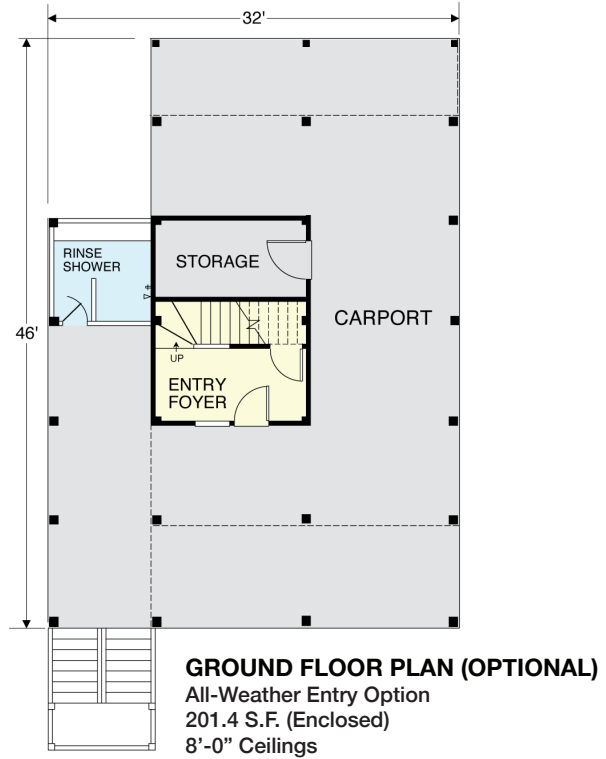 32'
RINSE
SHOWER
STORAGE
CARPORT
46'
UP
ENTRY
FOYER
GROUND FLOOR PLAN (OPTIONAL)
All-Weather Entry Option
201.4 S.F. (Enclosed)
8’-0” Ceilings